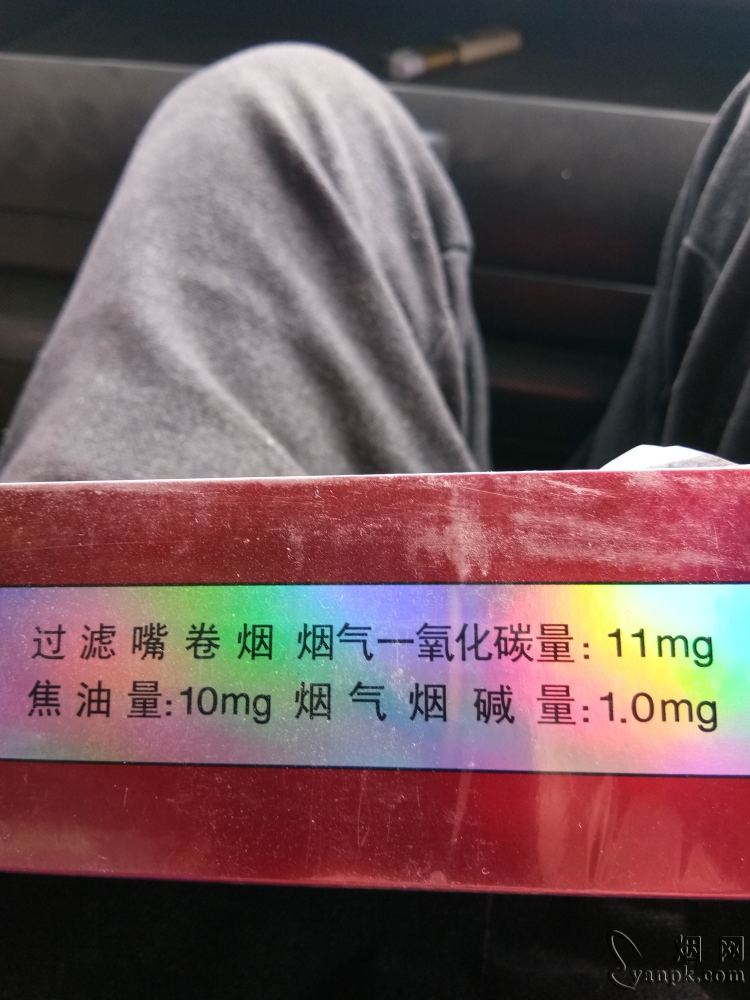 过滤嘴卷烟 烟气一氧化碳量: 11mg
焦油量:10mg 烟气烟碱量:1.0mg
烟网
yanpk.com